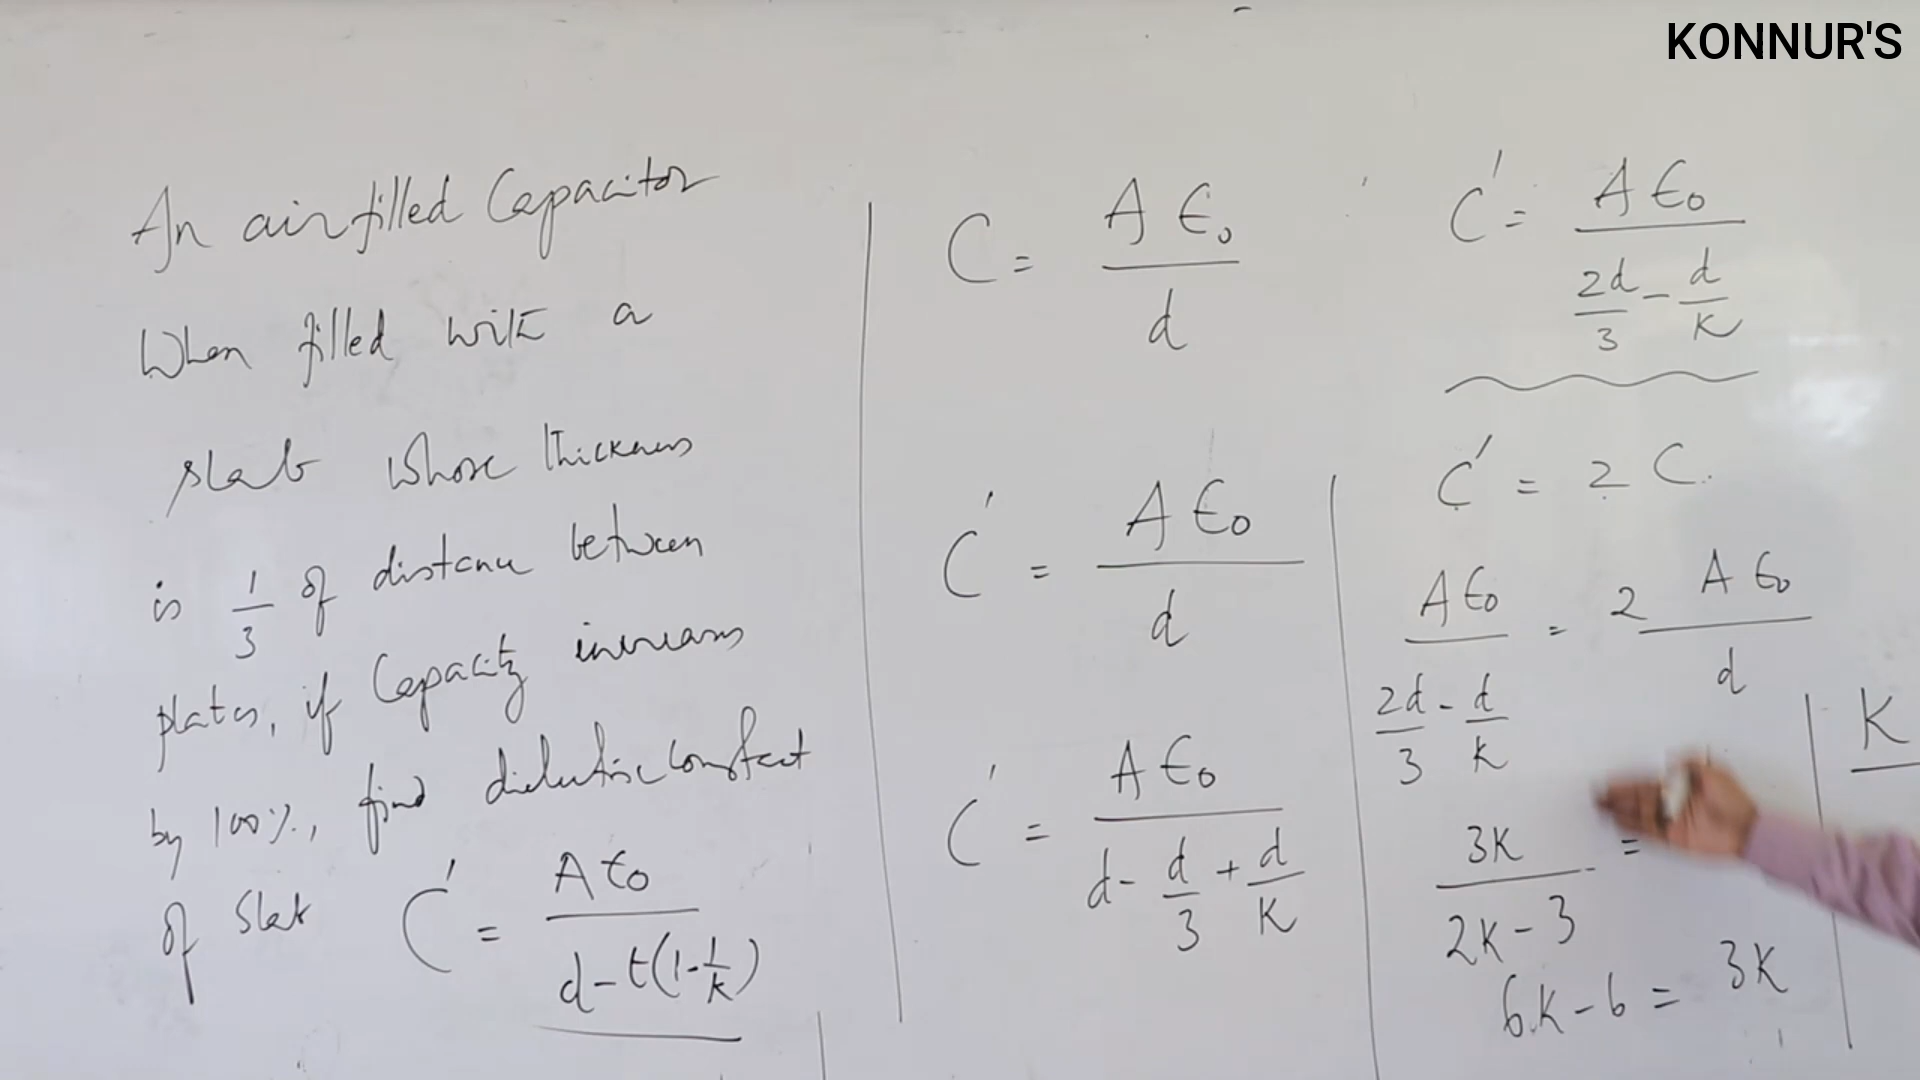 KONNUR'S
An air filled Capacitor
When filled with a
slab whose thickness
is 1/3 of distance between
plates, if Capacity increases
by 100%, find dielectric constant
of Slab
C' = Aϵ₀ / (d-t(1-1/k))
C = Aϵ₀ / d
C' = Aϵ₀ / d
C' = Aϵ₀ / (d - d/3 + d/K)
C' = Aϵ₀ / (2d/3 - d/K)
C' = 2C.
Aϵ₀ / (2d/3 - d/k) = 2 Aϵ₀ / d
3K / (2K-3) =
6K-6 = 3K
K